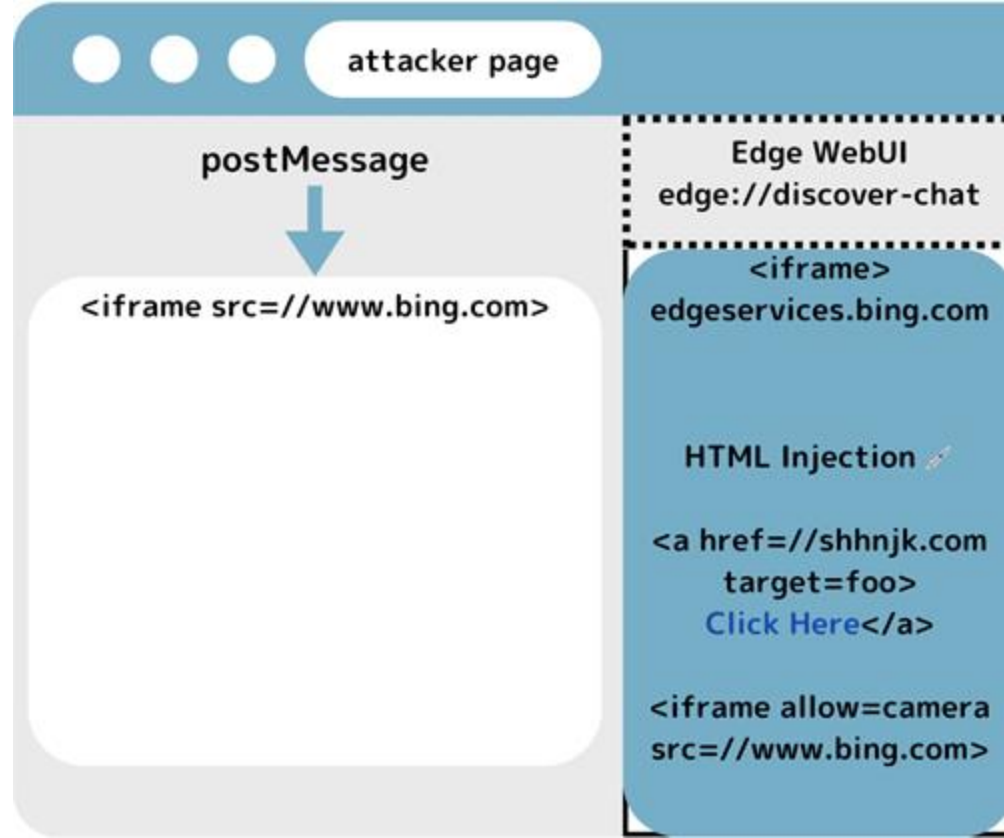 attacker page
postMessage
<iframe src=//www.bing.com>
Edge WebUI
edge://discover-chat
<iframe>
edgeservices.bing.com
HTML Injection 💉
<a href=//shhnjk.com
target=foo>
Click Here</a>
<iframe allow=camera
src=//www.bing.com>